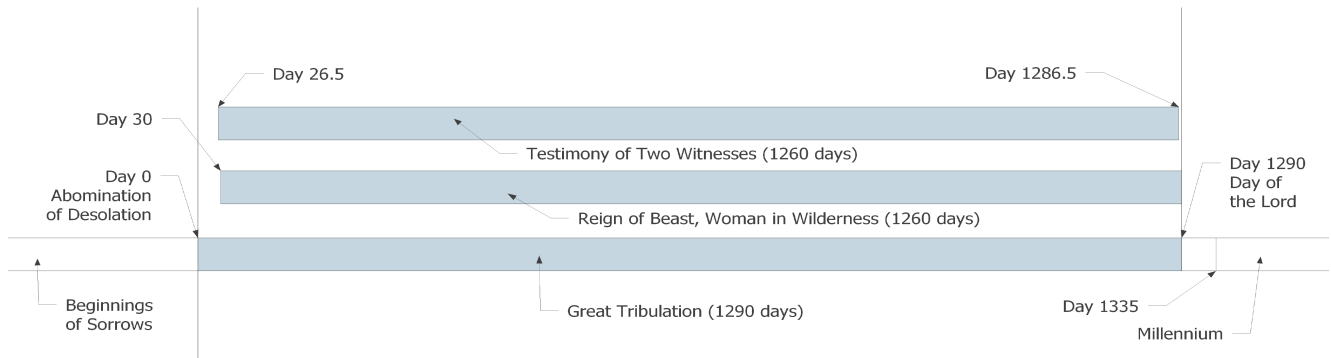 Day 26.5
Day 1286.5
Day 30
Testimony of Two Witnesses (1260 days)
Day 0
Abomination
of Desolation
Day 1290
Day of
the Lord
Reign of Beast, Woman in Wilderness (1260 days)
Beginnings
of Sorrows
Great Tribulation (1290 days)
Day 1335
Millennium